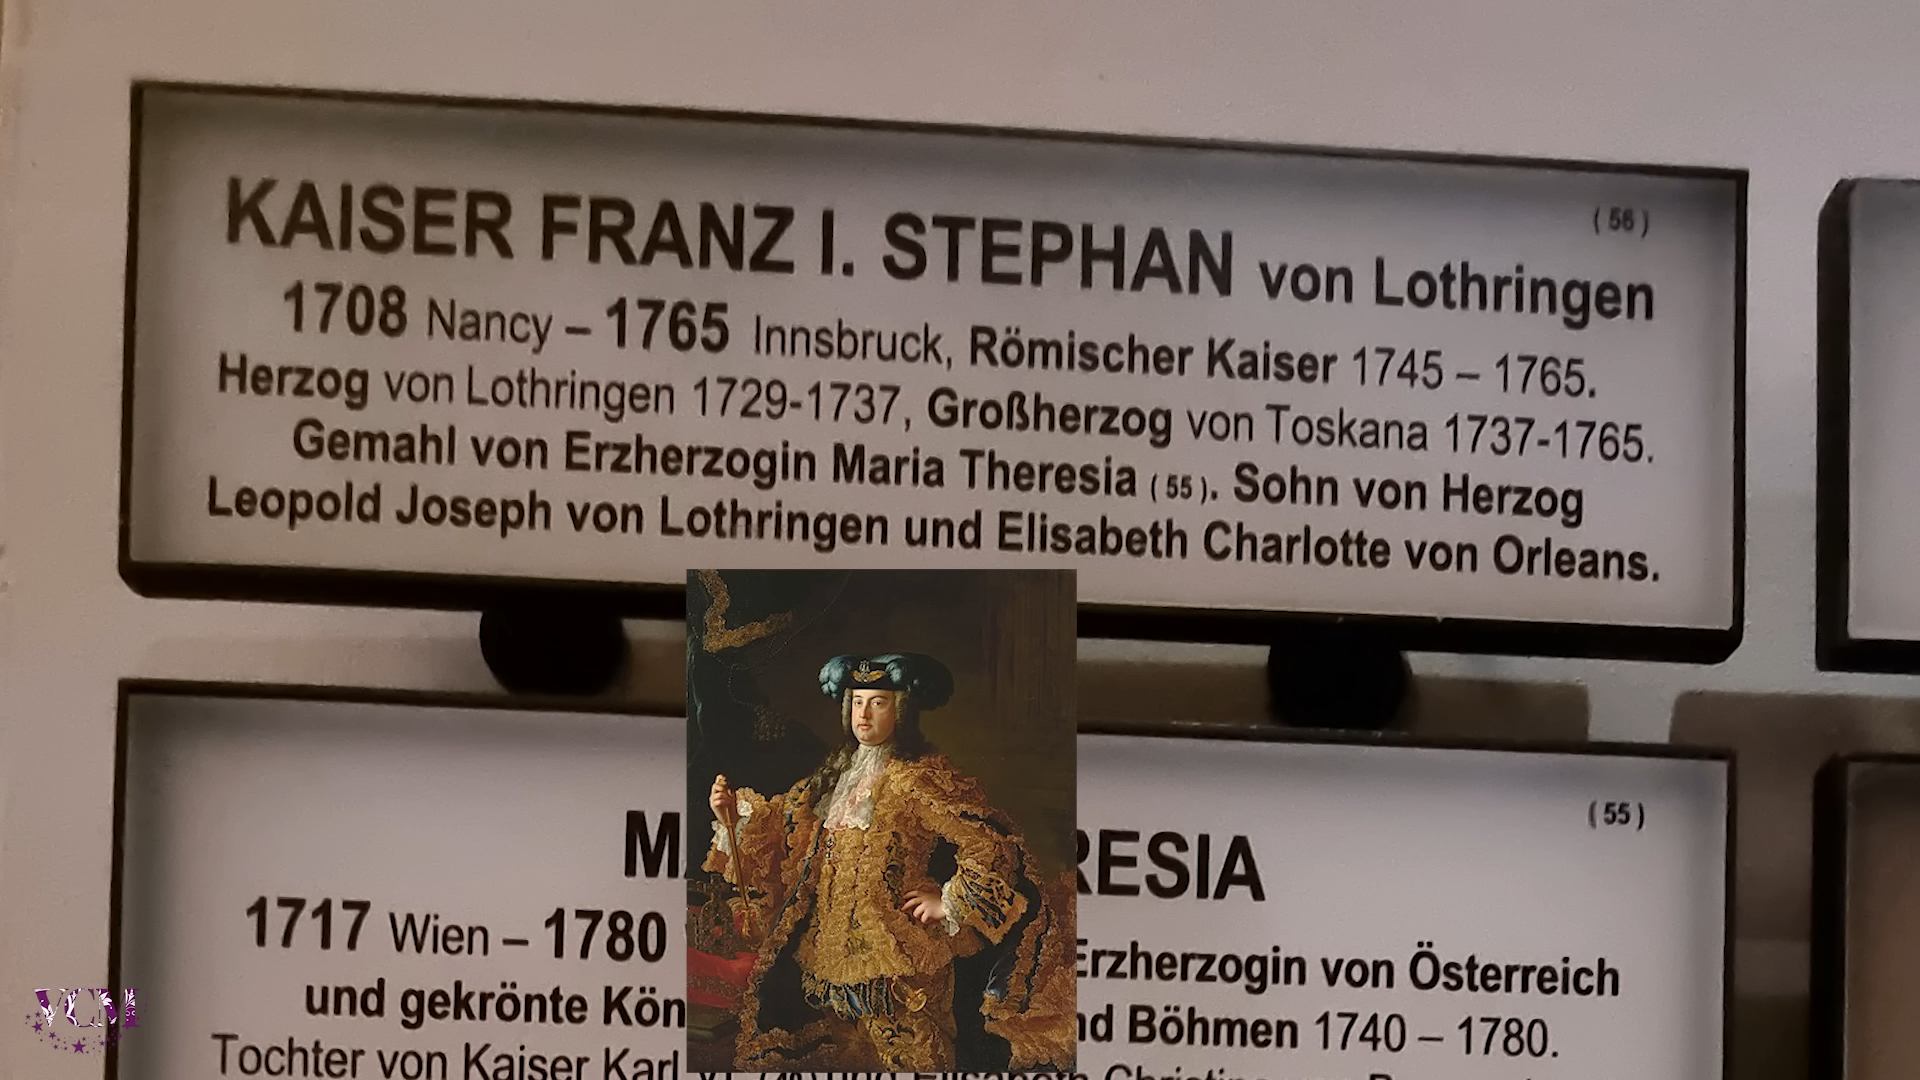 ( 56 )
KAISER FRANZ I. STEPHAN von Lothringen
1708 Nancy – 1765 Innsbruck, Römischer Kaiser 1745 – 1765.
Herzog von Lothringen 1729-1737, Großherzog von Toskana 1737-1765.
Gemahl von Erzherzogin Maria Theresia ( 55 ). Sohn von Herzog
Leopold Joseph von Lothringen und Elisabeth Charlotte von Orleans.
( 55 )
RESIA
1717 Wien – 1780 Erzherzogin von Österreich
und gekrönte Kön nd Böhmen 1740 – 1780.
Tochter von Kaiser Karl
VCM